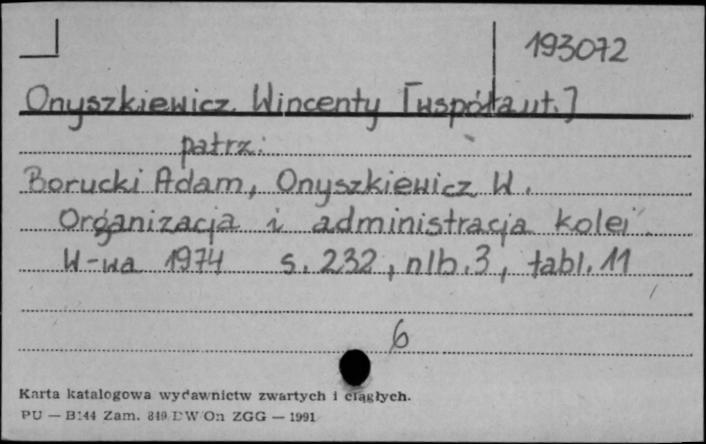 193072
Onyszkiewicz Wincenty [współaut.]
patrz:
Borucki Adam, Onyszkiewicz W.
Organizacja i administracja kolei.
W-wa 1974 s. 232, nlb. 3, tabl. 11
6
Karta katalogowa wydawnictw zwartych i ciągłych.
PU — B144 Zam. 849 DW On ZGG — 1991